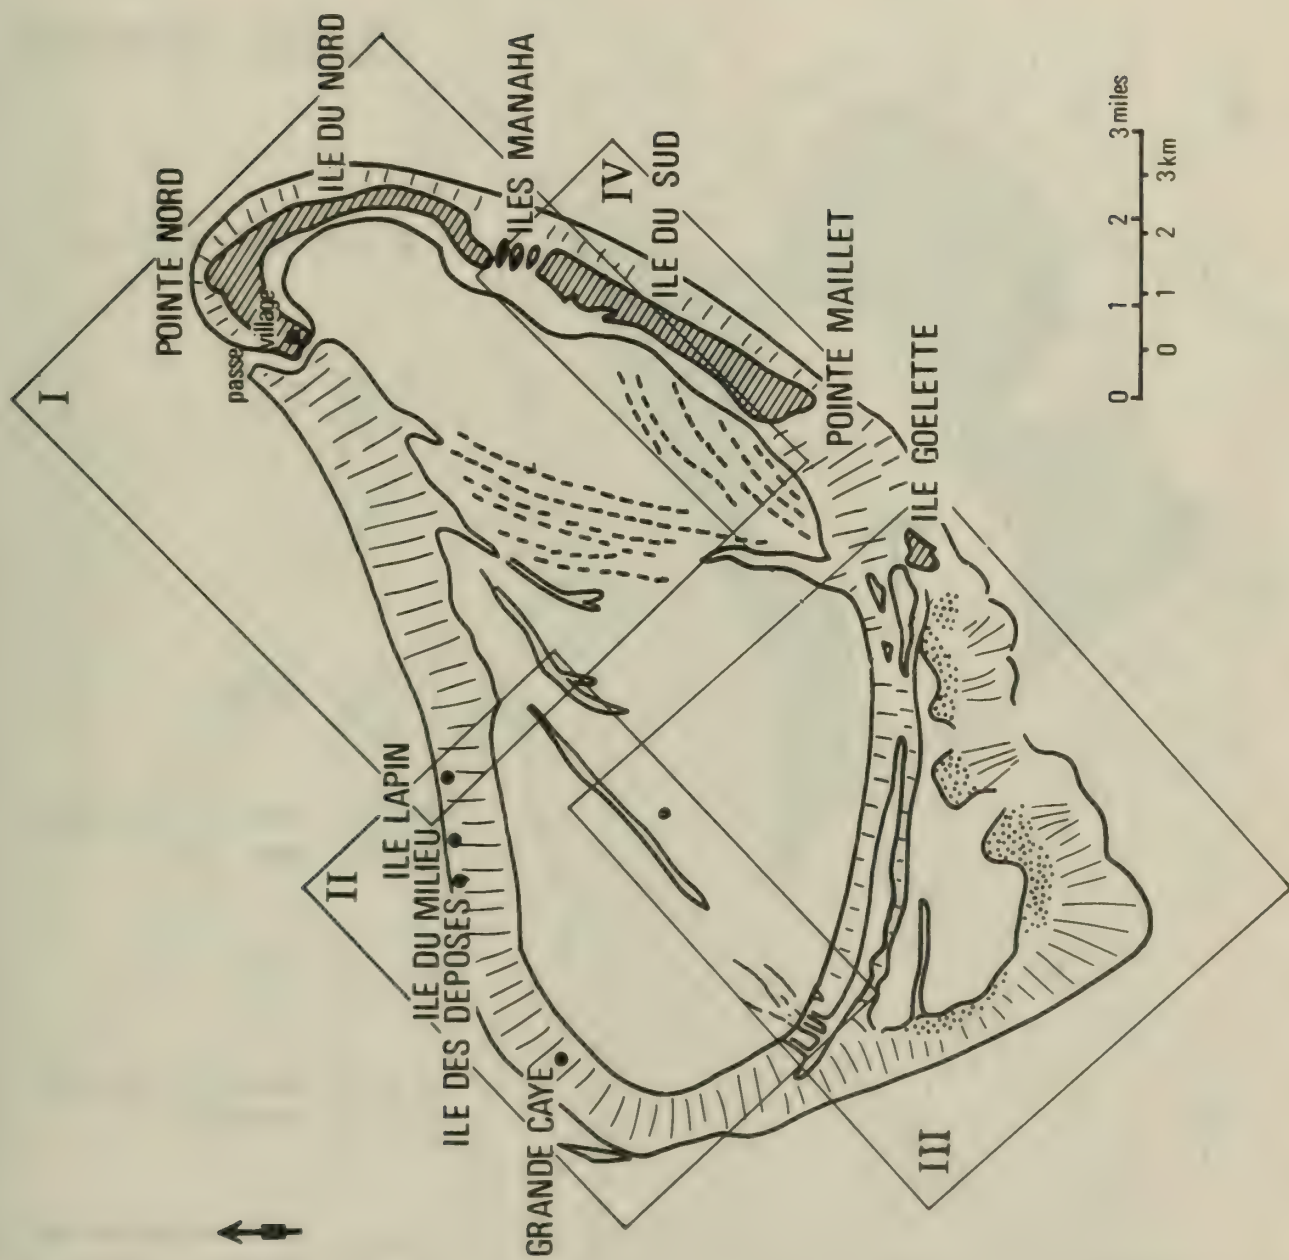 I
POINTE NORD
ILE DU NORD
passe
village
ILES MANAHA
IV
ILE DU SUD
POINTE MAILLET
ILE GOELETTE
II
ILE LAPIN
ILE DU MILIEU
ILE DES DEPOSES
GRANDE CAYE
III
0 1 2 3 miles
0 1 2 3 km
N